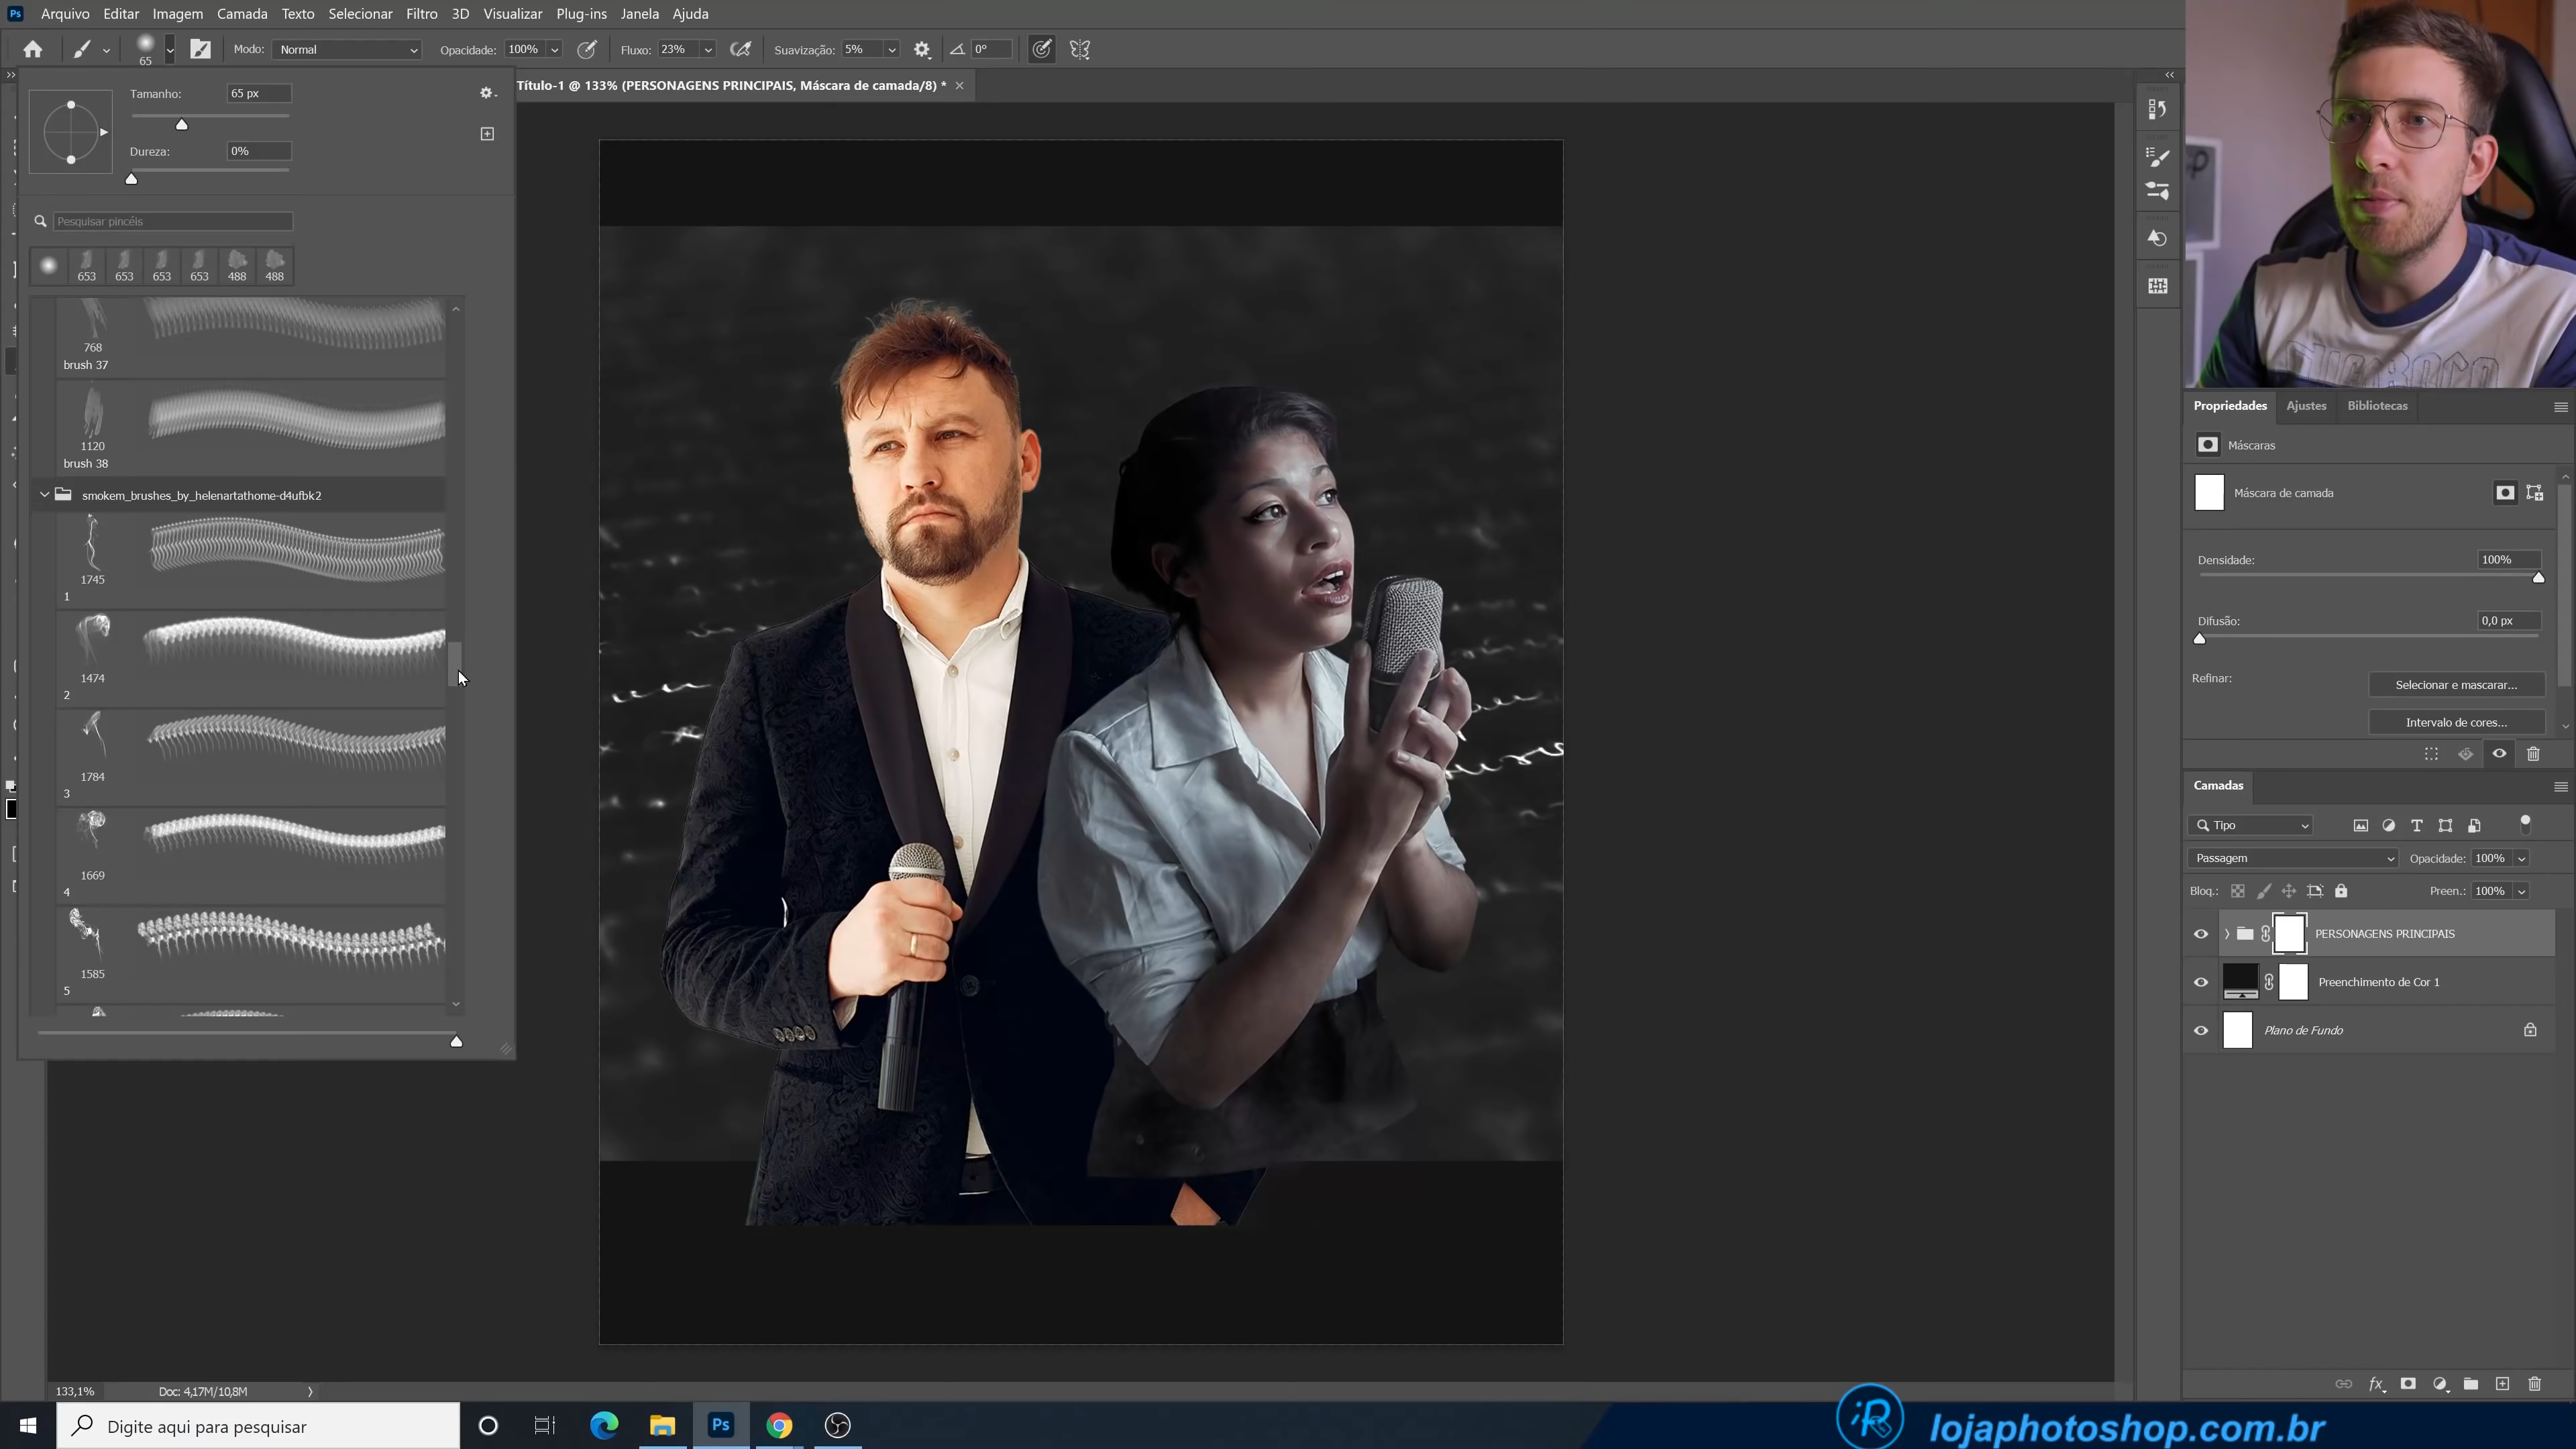 Ps Arquivo Editar Imagem Camada Texto Selecionar Filtro 3D Visualizar Plug-ins Janela Ajuda
65 Modo: Normal Opacidade: 100% Fluxo: 23% Suavização: 5% 0°
Título-1 @ 133% (PERSONAGENS PRINCIPAIS, Máscara de camada/8) *
Tamanho: 65 px
Dureza: 0%
Pesquisar pincéis
653 653 653 653 488 488
768
brush 37
1120
brush 38
smokem_brushes_by_helenartathome-d4ufbk2
1745
1
1474
2
1784
3
1669
4
1585
5
133,1% Doc: 4,17M/10,8M
Propriedades Ajustes Bibliotecas
Máscaras
Máscara de camada
Densidade: 100%
Difusão: 0,0 px
Refinar: Selecionar e mascarar...
Intervalo de cores...
Camadas
Tipo
Passagem Opacidade: 100%
Bloq.: Preen.: 100%
PERSONAGENS PRINCIPAIS
Preenchimento de Cor 1
Plano de Fundo
fx
Digite aqui para pesquisar
Ps
lojaphotoshop.com.br